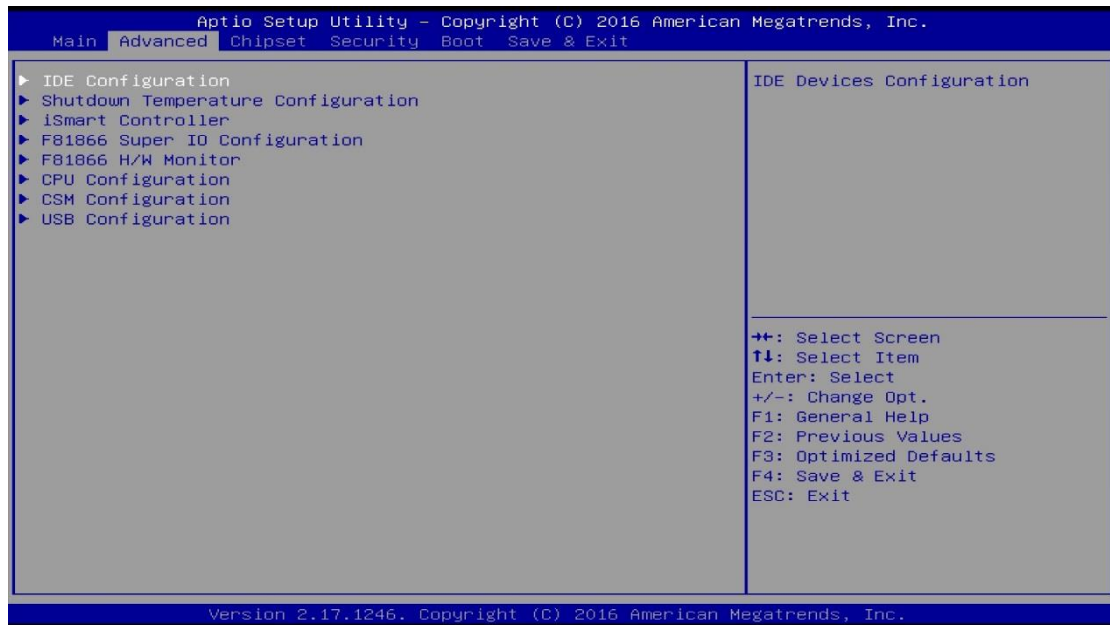 Aptio Setup Utility – Copyright (C) 2016 American Megatrends, Inc.
Main Advanced Chipset Security Boot Save & Exit
► IDE Configuration
► Shutdown Temperature Configuration
► iSmart Controller
► F81866 Super IO Configuration
► F81866 H/W Monitor
► CPU Configuration
► CSM Configuration
► USB Configuration
IDE Devices Configuration
→←: Select Screen
↑↓: Select Item
Enter: Select
+/-: Change Opt.
F1: General Help
F2: Previous Values
F3: Optimized Defaults
F4: Save & Exit
ESC: Exit
Version 2.17.1246. Copyright (C) 2016 American Megatrends, Inc.